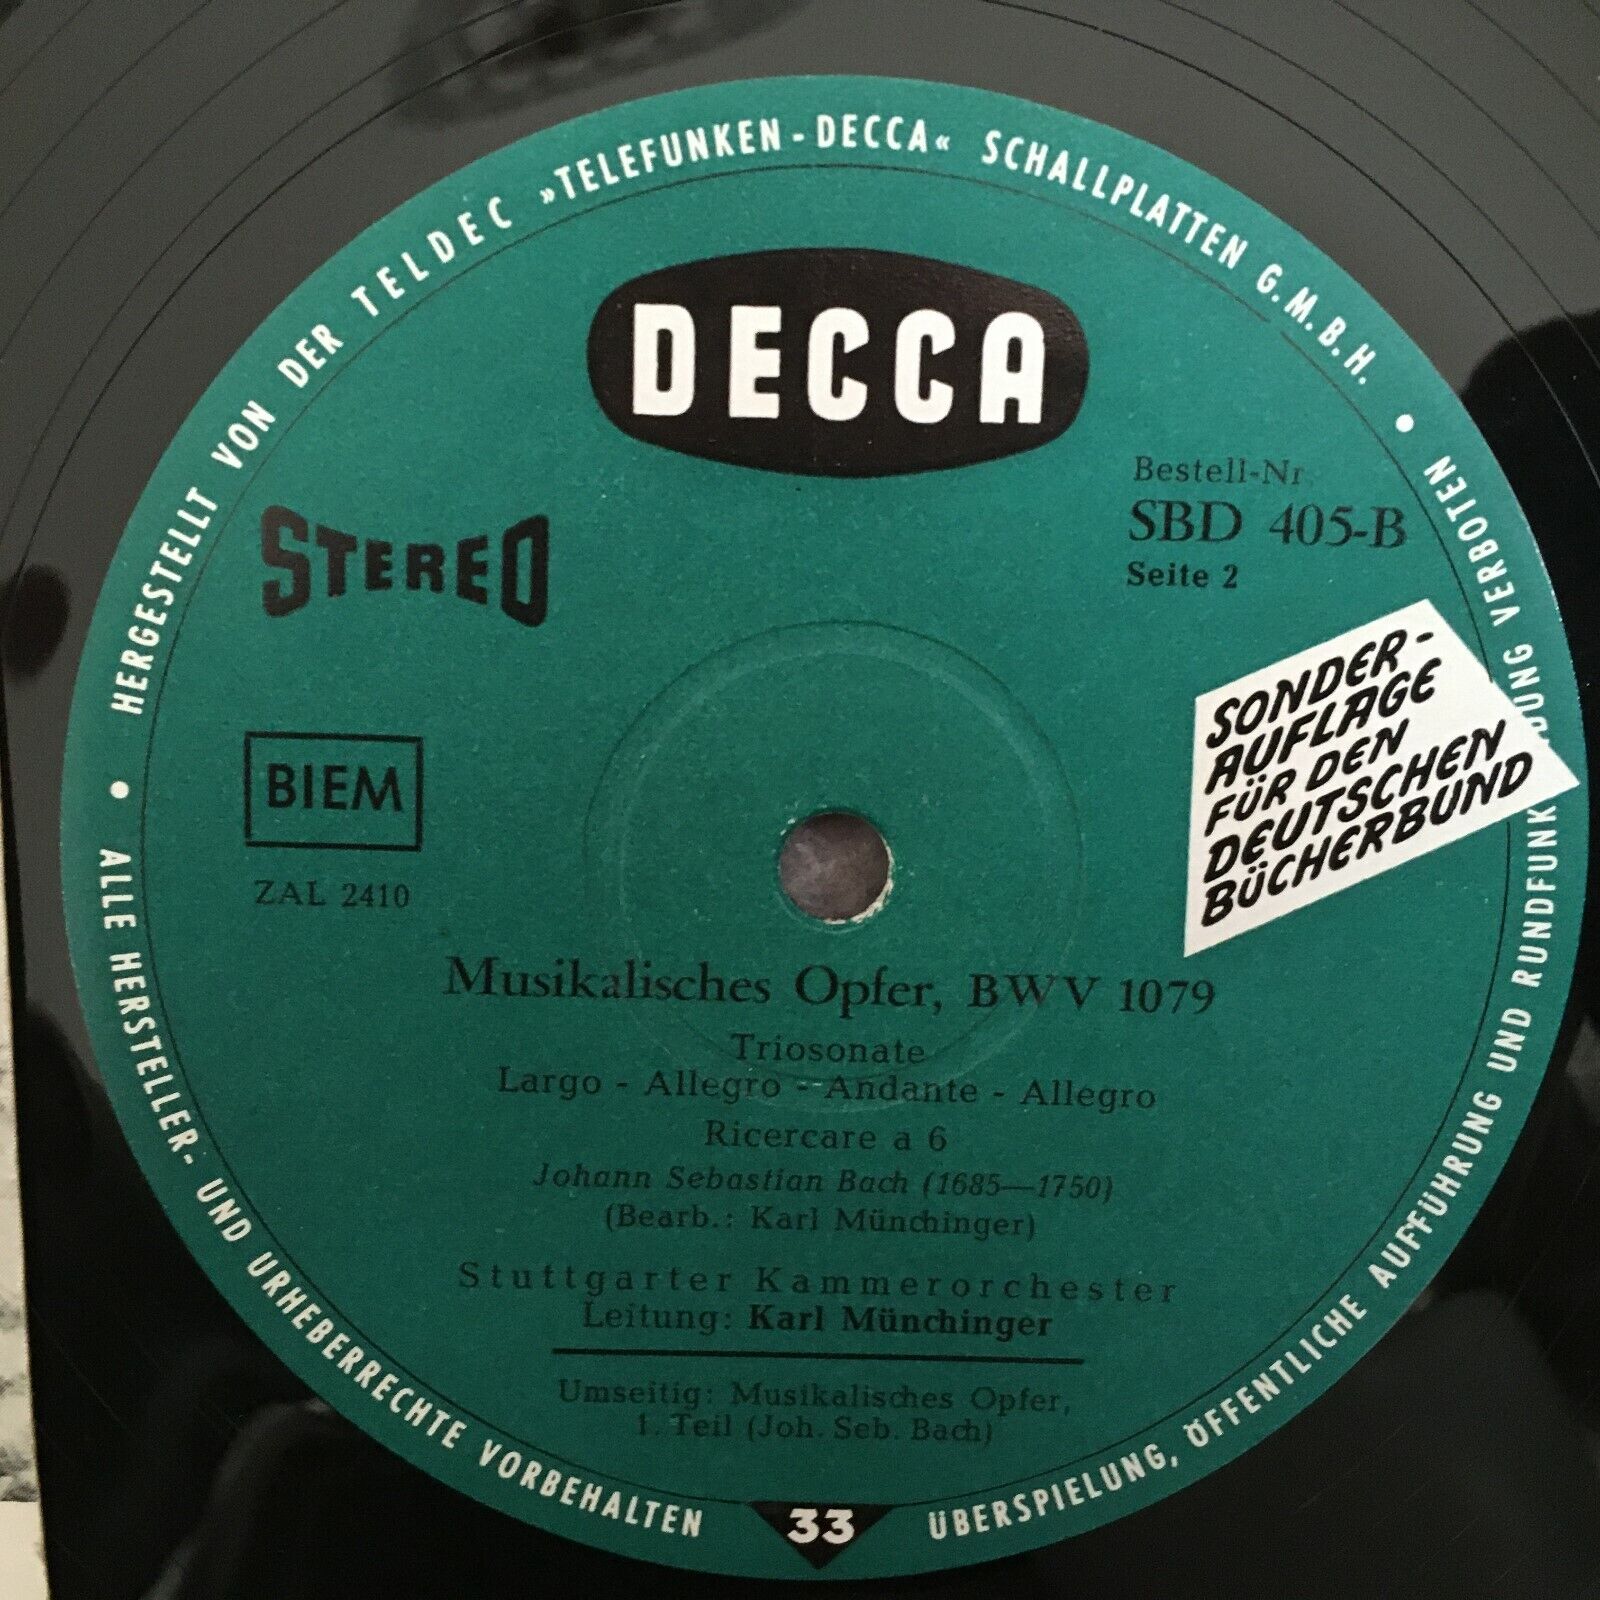 HERGESTELLT VON DER TELDEC »TELEFUNKEN-DECCA« SCHALLPLATTEN G.M.B.H.
DECCA
Bestell-Nr.
SBD 405-B
Seite 2
STEREO
SONDER-
AUFLAGE
FÜR DEN
DEUTSCHEN
BÜCHERBUND
BIEM
ZAL 2410
Musikalisches Opfer, BWV 1079
Triosonate
Largo - Allegro - Andante - Allegro
Ricercare a 6
Johann Sebastian Bach (1685—1750)
(Bearb.: Karl Münchinger)
Stuttgarter Kammerorchester
Leitung: Karl Münchinger
Umseitig: Musikalisches Opfer,
1. Teil (Joh. Seb. Bach)
33
ALLE HERSTELLER- UND URHEBERRECHTE VORBEHALTEN
ÜBERSPIELUNG, ÖFFENTLICHE AUFFÜHRUNG UND RUNDFUNK DUNG VERBOTEN